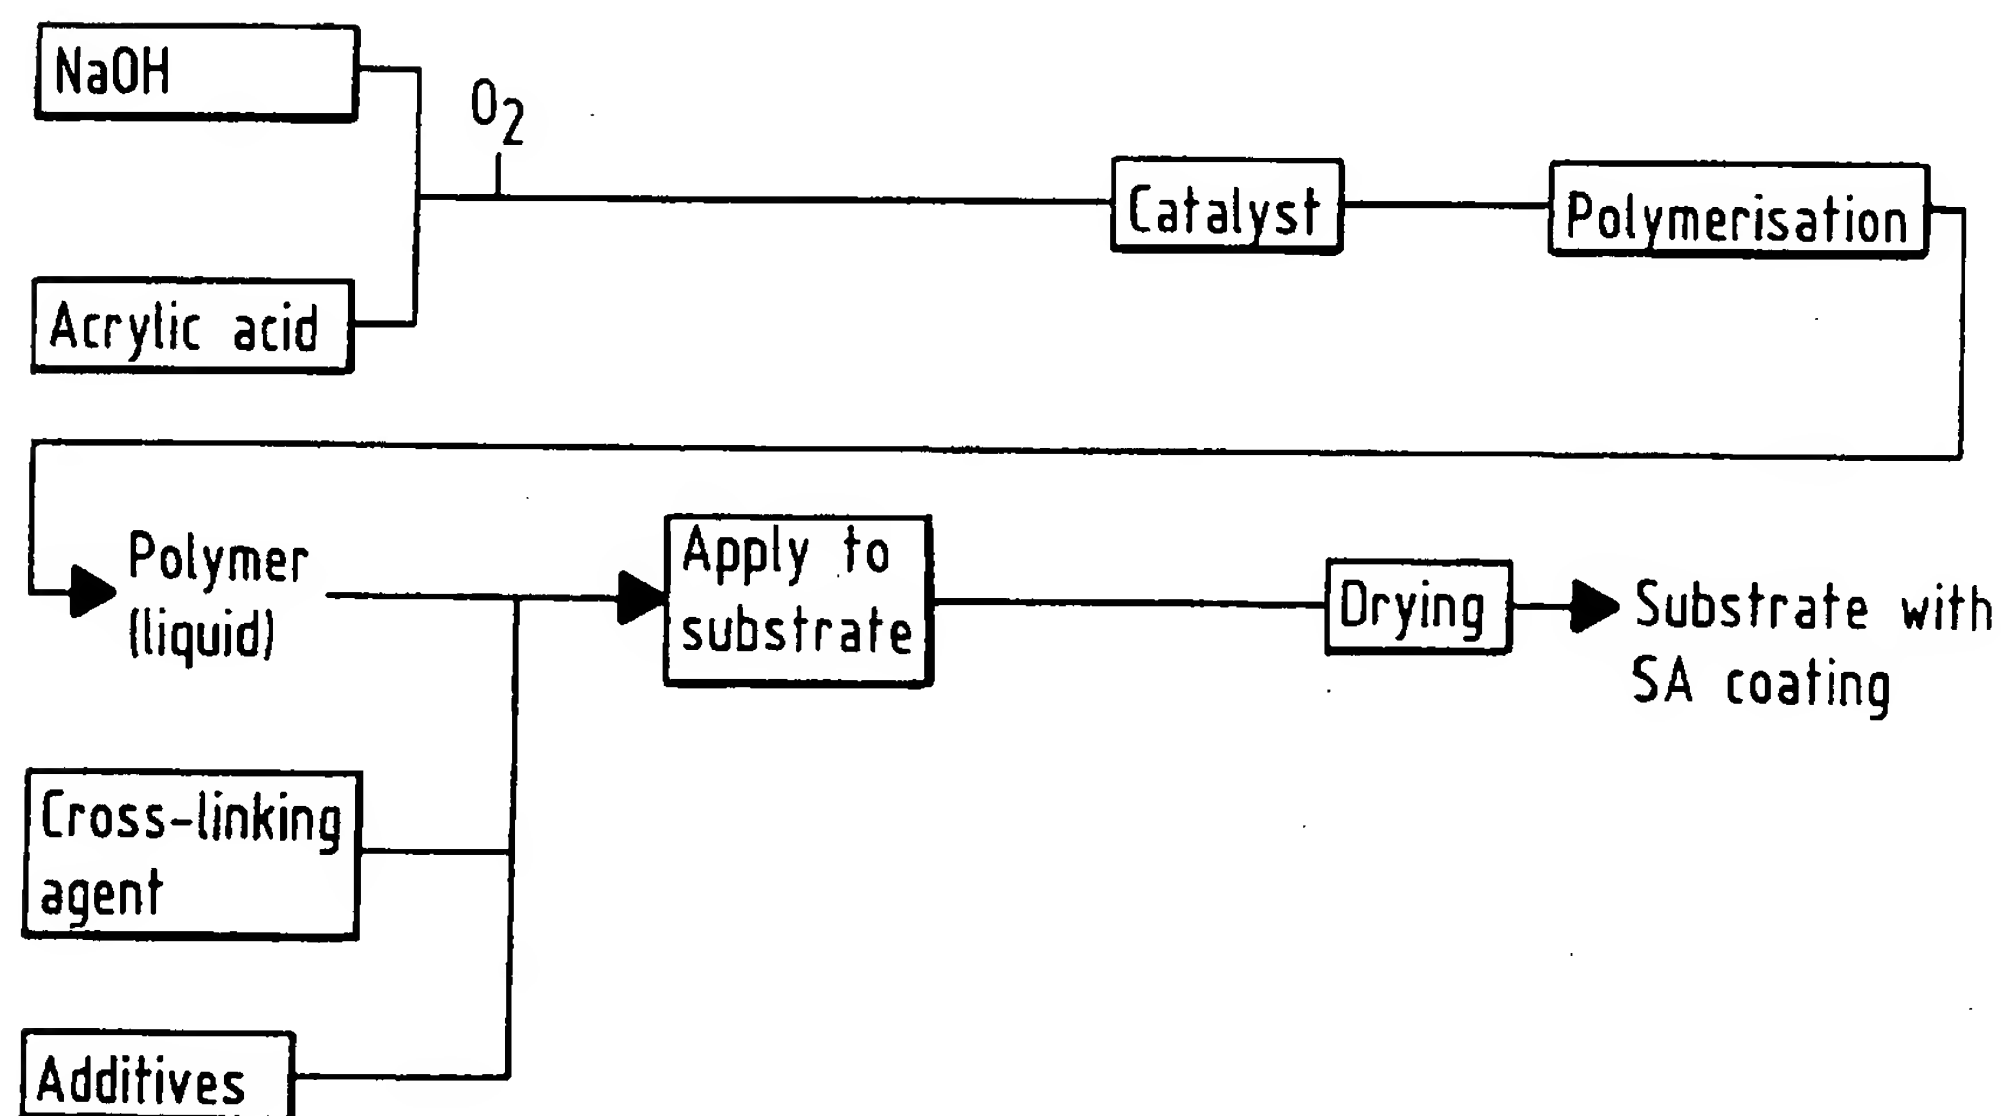 NaOH
O2
Acrylic acid
Catalyst
Polymerisation
Polymer
(liquid)
Apply to
substrate
Drying
Substrate with
SA coating
Cross-linking
agent
Additives